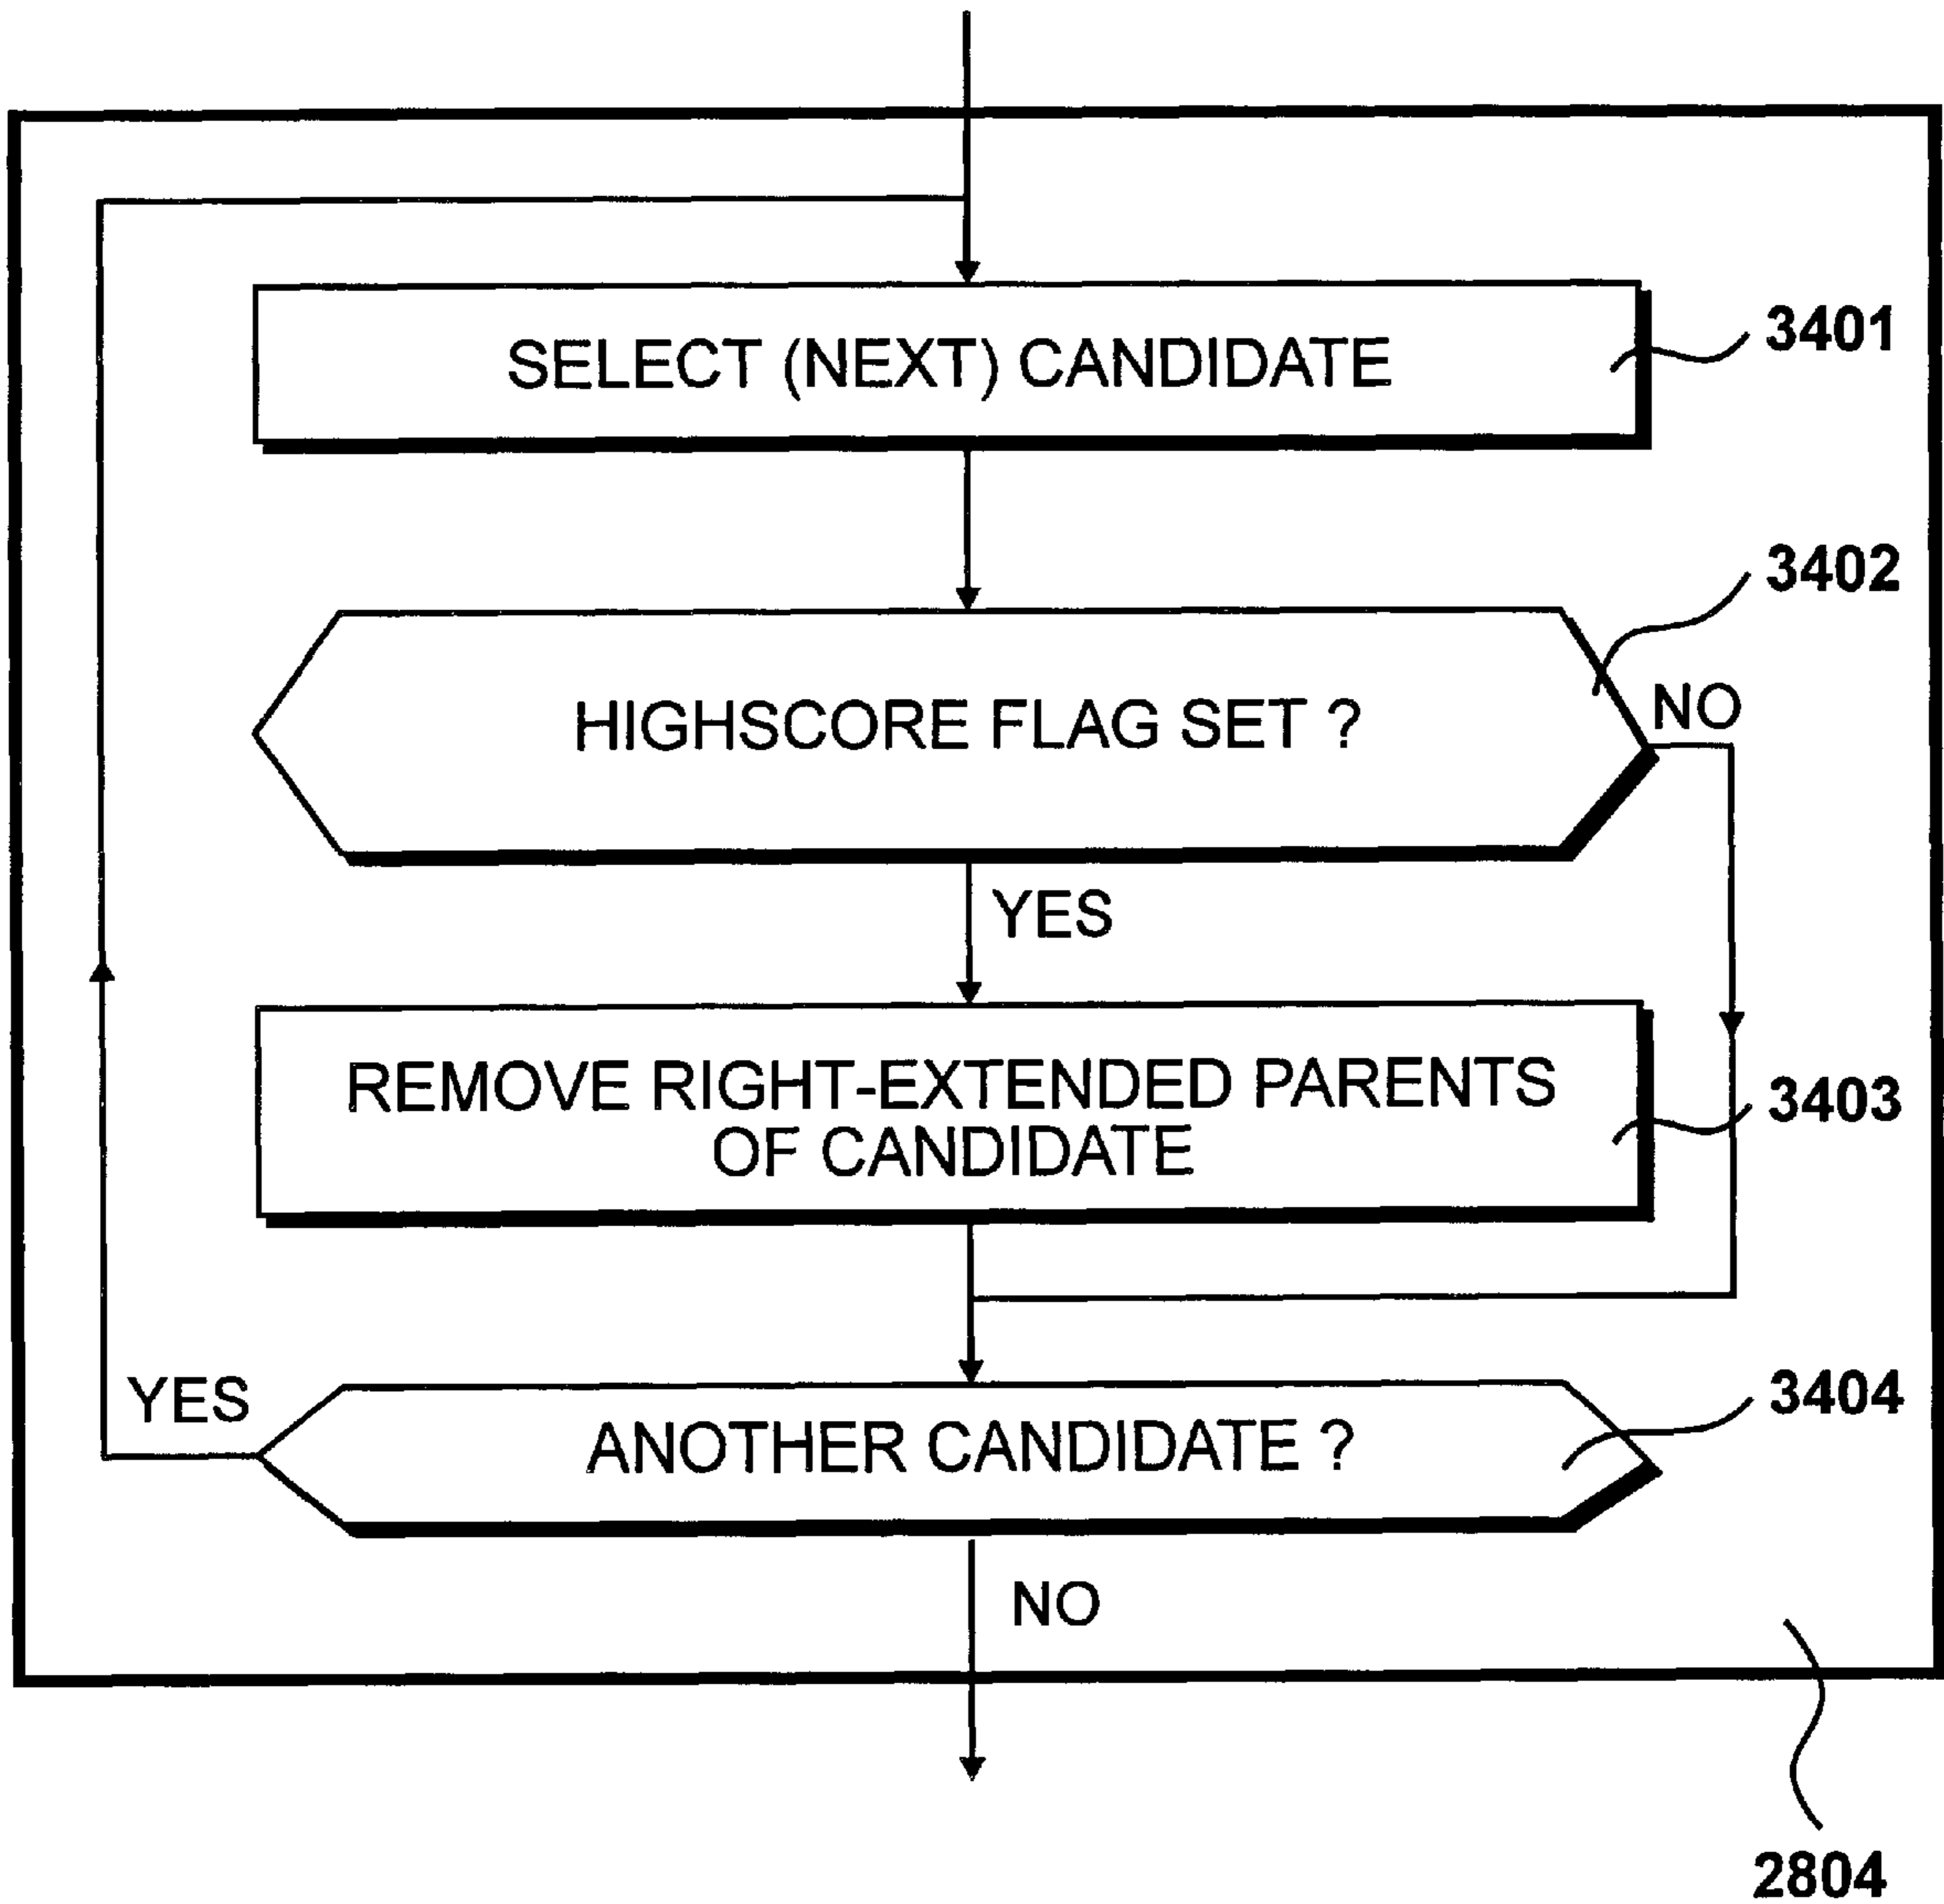 SELECT (NEXT) CANDIDATE
3401
3402
HIGHSCORE FLAG SET ?
NO
YES
REMOVE RIGHT-EXTENDED PARENTS
OF CANDIDATE
3403
YES
ANOTHER CANDIDATE ?
3404
NO
2804